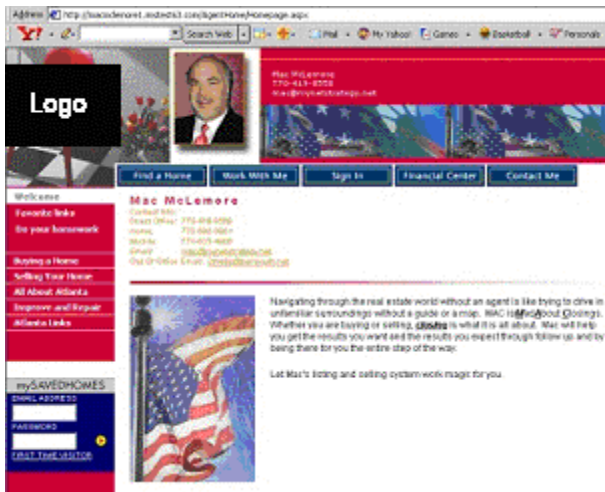 Address
Y!
Search Web
Mail
My Yahoo!
Games
Basketball
Personals
Logo
Mac McLemore
Find a Home
Work With Me
Sign In
Financial Center
Contact Me
Welcome
Favorite links
Do your homework
Buying a Home
Selling Your Home
All About Atlanta
Improve and Repair
Atlanta Links
Mac McLemore
Contact Info:
Direct Office:
Home:
Mobile:
Email:
Out Of Office Email:
Navigating through the real estate world without an agent is like trying to drive in
unfamiliar surroundings without a guide or a map. MAC is MacAbout Closings.
Whether you are buying or selling, closing is what it is all about. Mac will help
you get the results you want and the results you expect through follow up and by
being there for you the entire step of the way.
Let Mac's listing and selling system work magic for you.
mySAVEDHOMES
EMAIL ADDRESS
PASSWORD
FIRST TIME VISITOR